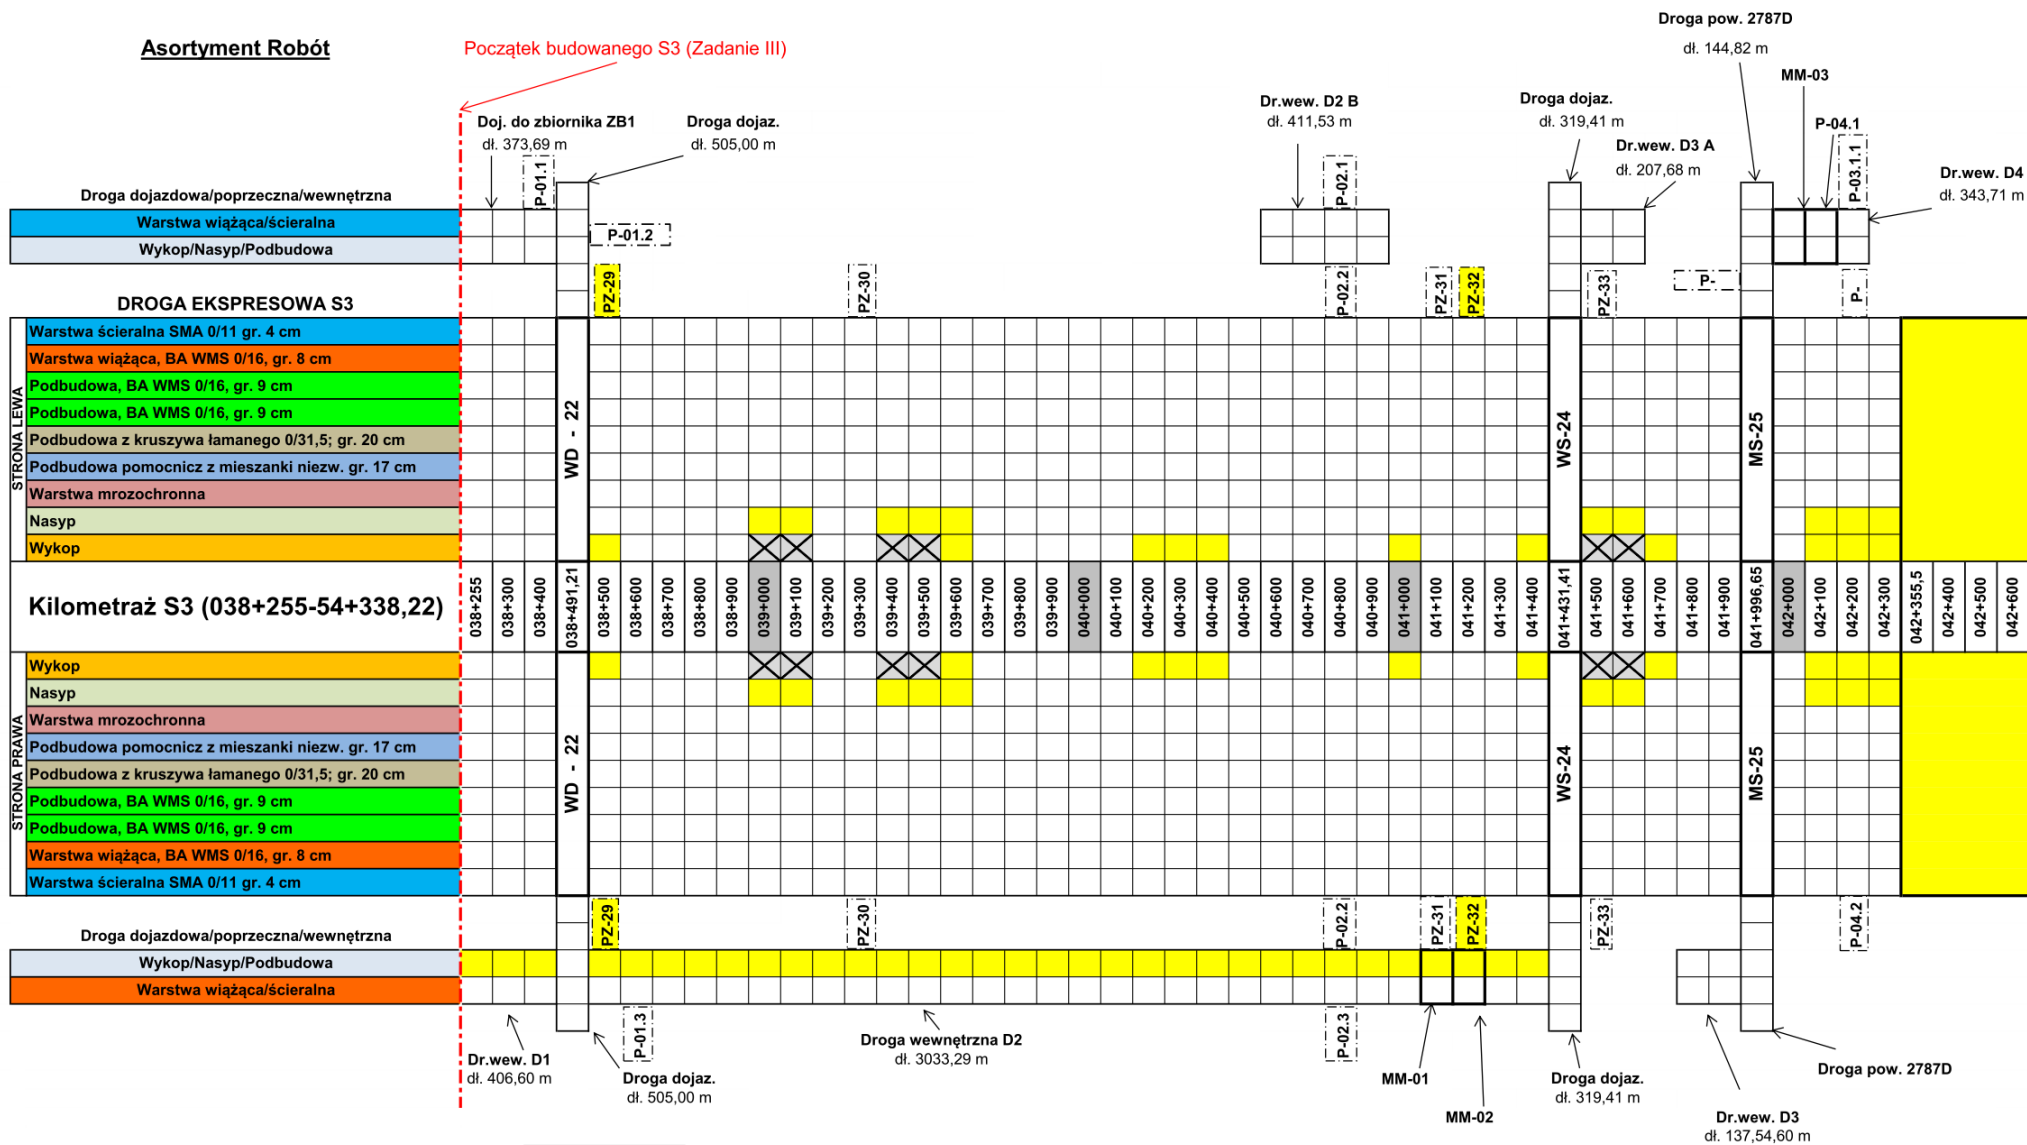 Asortyment Robót
Początek budowanego S3 (Zadanie III)
Droga pow. 2787D
dł. 144,82 m
MM-03
Doj. do zbiornika ZB1
dł. 373,69 m
Droga dojaz.
dł. 505,00 m
Dr.wew. D2 B
dł. 411,53 m
Droga dojaz.
dł. 319,41 m
Dr.wew. D3 A
dł. 207,68 m
P-04.1
Dr.wew. D4
dł. 343,71 m
P-01.1
P-02.1
P-03.1.1
Droga dojazdowa/poprzeczna/wewnętrzna
Warstwa wiążąca/ścieralna
P-01.2
Wykop/Nasyp/Podbudowa
PZ-29
PZ-30
P-02.2
PZ-31
PZ-32
PZ-33
P-
P-
DROGA EKSPRESOWA S3
STRONA LEWA
Warstwa ścieralna SMA 0/11 gr. 4 cm
Warstwa wiążąca, BA WMS 0/16, gr. 8 cm
Podbudowa, BA WMS 0/16, gr. 9 cm
Podbudowa, BA WMS 0/16, gr. 9 cm
Podbudowa z kruszywa łamanego 0/31,5; gr. 20 cm
Podbudowa pomocnicz z mieszanki niezw. gr. 17 cm
Warstwa mrozochronna
Nasyp
Wykop
WD - 22
WS-24
MS-25
Kilometraż S3 (038+255-54+338,22)
038+255
038+300
038+400
038+491,21
038+500
038+600
038+700
038+800
038+900
039+000
039+100
039+200
039+300
039+400
039+500
039+600
039+700
039+800
039+900
040+000
040+100
040+200
040+300
040+400
040+500
040+600
040+700
040+800
040+900
041+000
041+100
041+200
041+300
041+400
041+431,41
041+500
041+600
041+700
041+800
041+900
041+996,65
042+000
042+100
042+200
042+300
042+355,5
042+400
042+500
042+600
STRONA PRAWA
Wykop
Nasyp
Warstwa mrozochronna
Podbudowa pomocnicz z mieszanki niezw. gr. 17 cm
Podbudowa z kruszywa łamanego 0/31,5; gr. 20 cm
Podbudowa, BA WMS 0/16, gr. 9 cm
Podbudowa, BA WMS 0/16, gr. 9 cm
Warstwa wiążąca, BA WMS 0/16, gr. 8 cm
Warstwa ścieralna SMA 0/11 gr. 4 cm
WD - 22
WS-24
MS-25
PZ-29
PZ-30
P-02.2
PZ-31
PZ-32
PZ-33
P-04.2
Droga dojazdowa/poprzeczna/wewnętrzna
Wykop/Nasyp/Podbudowa
Warstwa wiążąca/ścieralna
P-01.3
P-02.3
Dr.wew. D1
dł. 406,60 m
Droga dojaz.
dł. 505,00 m
Droga wewnętrzna D2
dł. 3033,29 m
MM-01
MM-02
Droga dojaz.
dł. 319,41 m
Droga pow. 2787D
Dr.wew. D3
dł. 137,54,60 m